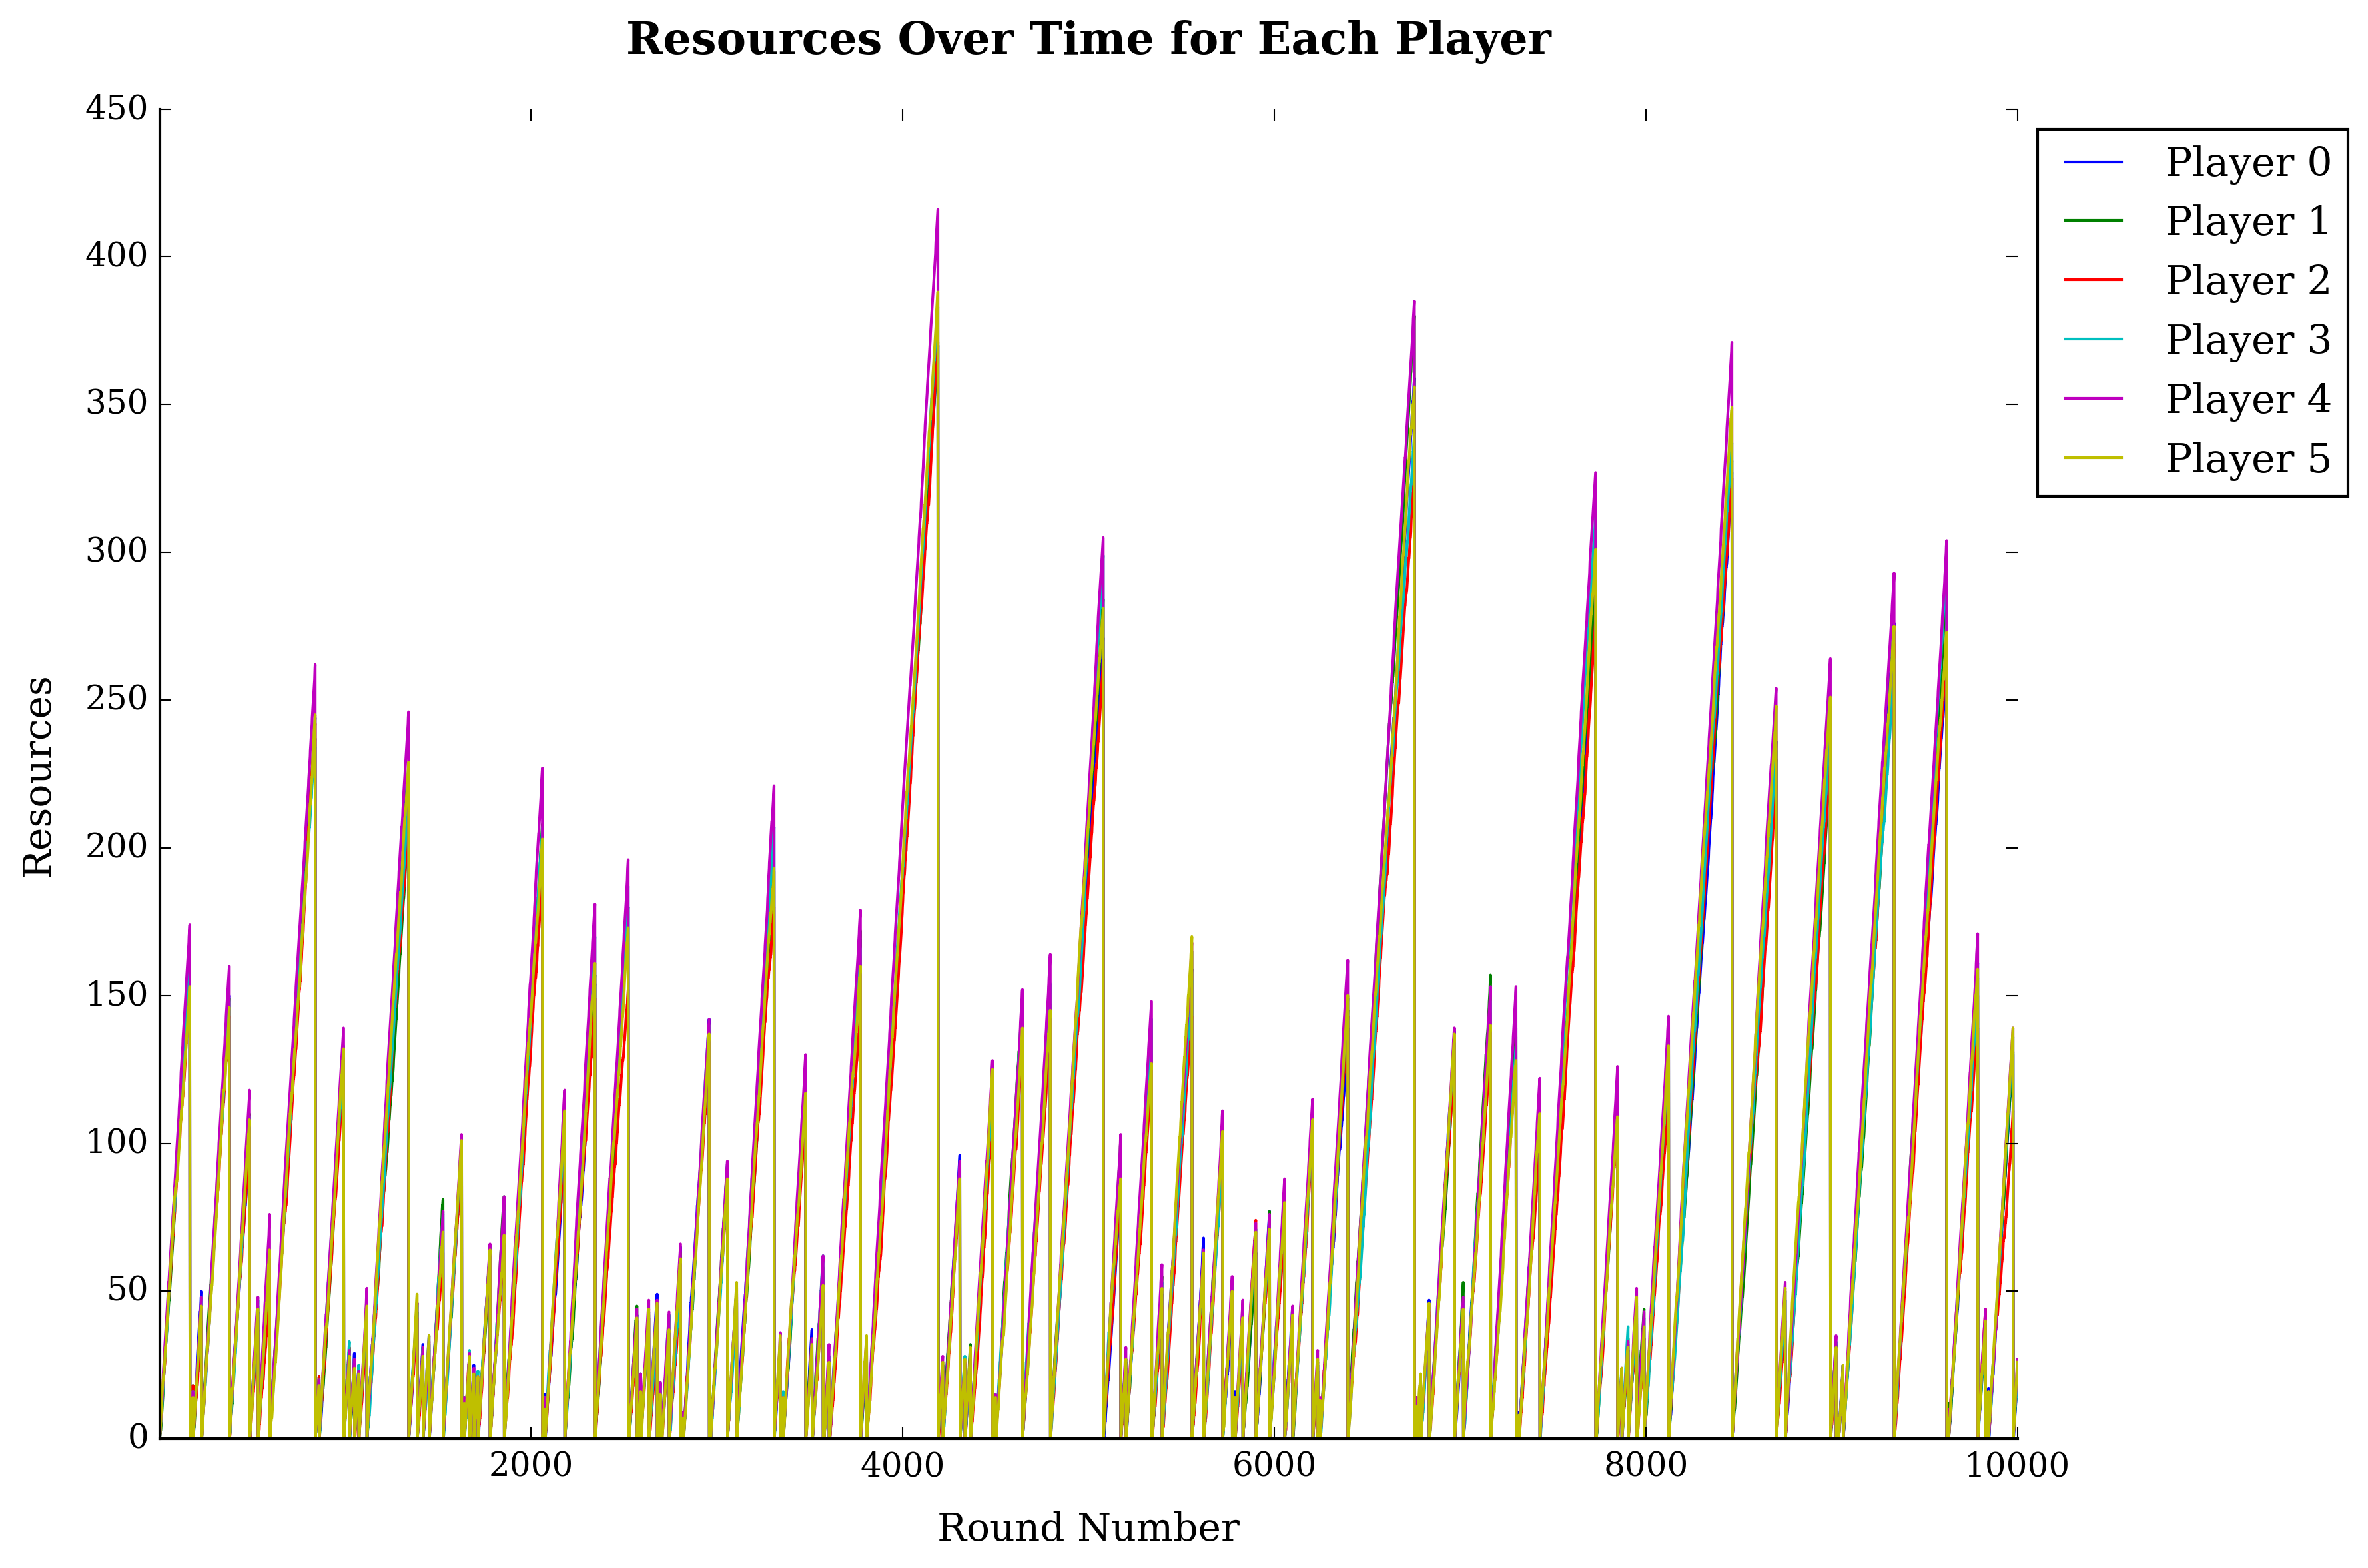 Resources Over Time for Each Player
450
400
350
300
250
200
150
100
50
0
2000
4000
6000
8000
10000
Resources
Round Number
Player 0
Player 1
Player 2
Player 3
Player 4
Player 5